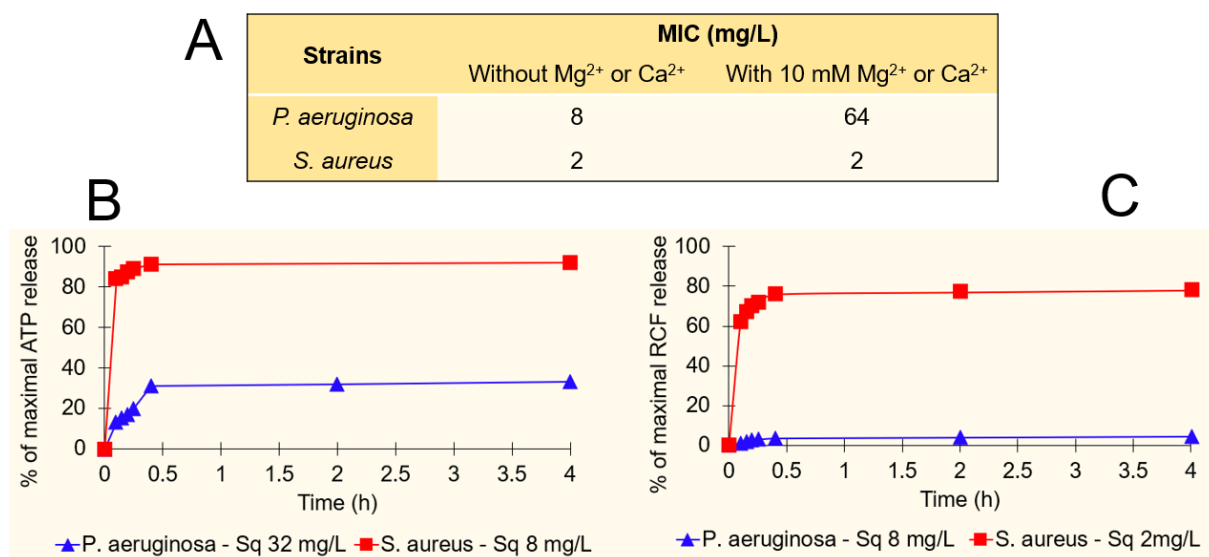 A
Strains
MIC (mg/L)
Without Mg²⁺ or Ca²⁺ With 10 mM Mg²⁺ or Ca²⁺
P. aeruginosa 8 64
S. aureus 2 2
B
% of maximal ATP release
100
80
60
40
20
0
0 0.5 1 1.5 2 2.5 3 3.5 4
Time (h)
P. aeruginosa - Sq 32 mg/L S. aureus - Sq 8 mg/L
C
% of maximal RCF release
100
80
60
40
20
0
0 0.5 1 1.5 2 2.5 3 3.5 4
Time (h)
P. aeruginosa - Sq 8 mg/L S. aureus - Sq 2mg/L